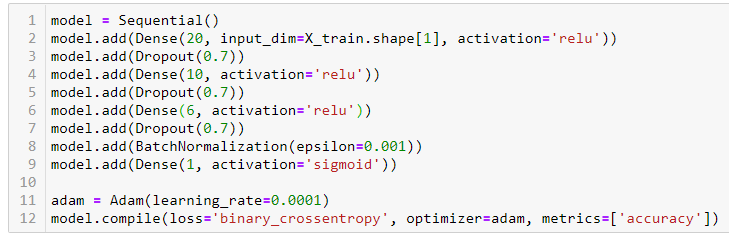 1 model = Sequential()
2 model.add(Dense(20, input_dim=X_train.shape[1], activation='relu'))
3 model.add(Dropout(0.7))
4 model.add(Dense(10, activation='relu'))
5 model.add(Dropout(0.7))
6 model.add(Dense(6, activation='relu'))
7 model.add(Dropout(0.7))
8 model.add(BatchNormalization(epsilon=0.001))
9 model.add(Dense(1, activation='sigmoid'))
10
11 adam = Adam(learning_rate=0.0001)
12 model.compile(loss='binary_crossentropy', optimizer=adam, metrics=['accuracy'])